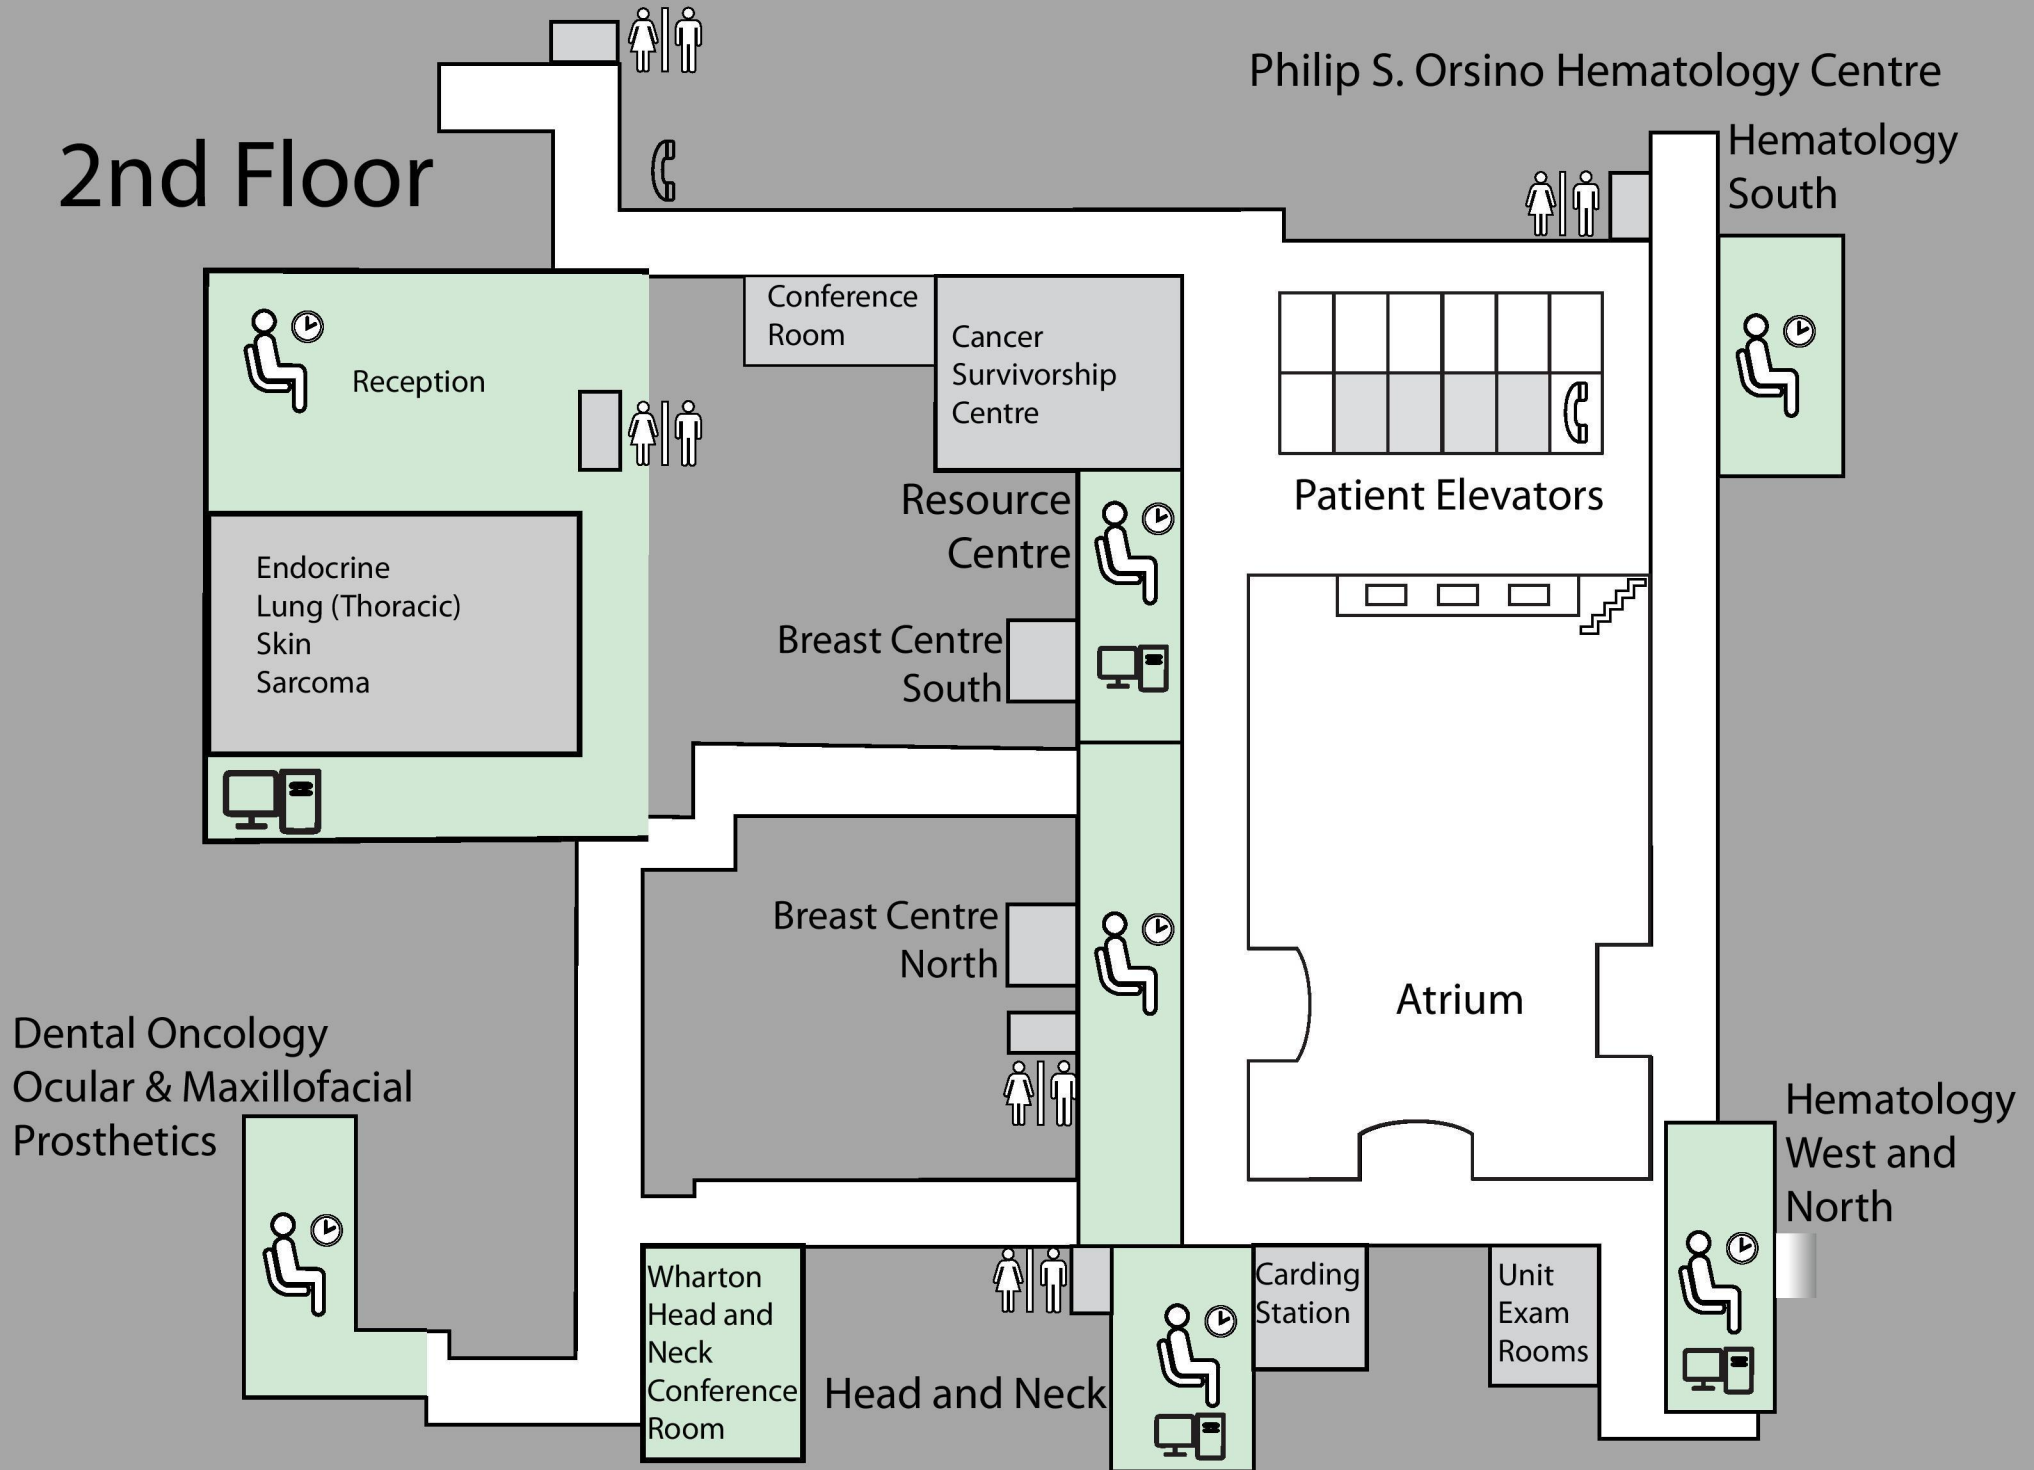 Philip S. Orsino Hematology Centre
2nd Floor
Hematology
South
Conference
Room
Cancer
Survivorship
Centre
Reception
Patient Elevators
Resource
Centre
Endocrine
Lung (Thoracic)
Skin
Sarcoma
Breast Centre
South
Breast Centre
North
Atrium
Dental Oncology
Ocular & Maxillofacial
Prosthetics
Hematology
West and
North
Wharton
Head and
Neck
Conference
Room
Head and Neck
Carding
Station
Unit
Exam
Rooms